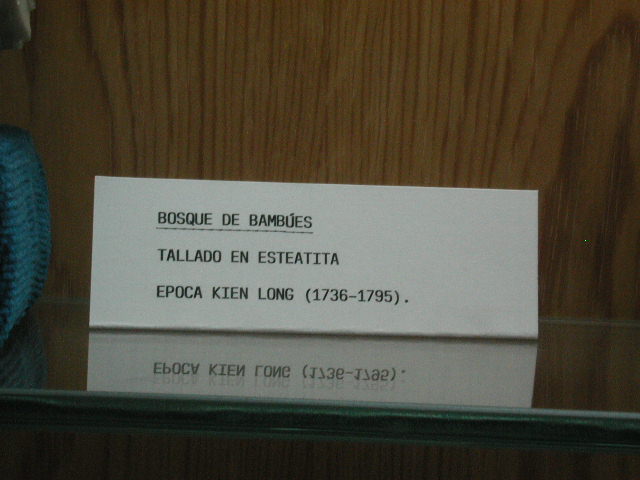 BOSQUE DE BAMBÚES
TALLADO EN ESTEATITA
EPOCA KIEN LONG (1736-1795).